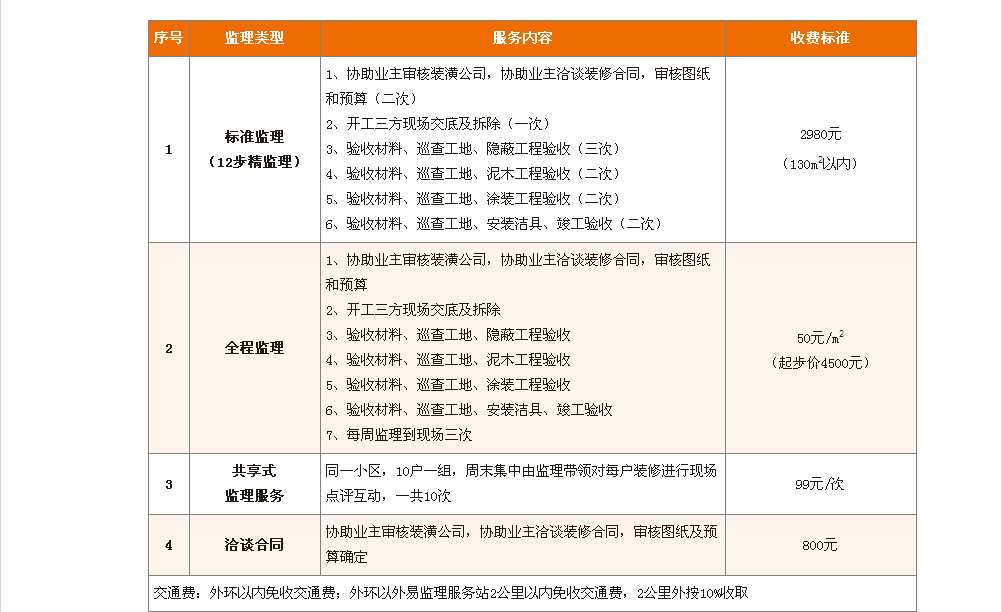 序号 监理类型 服务内容 收费标准
1 标准监理
（12步精监理）
1、协助业主审核装潢公司，协助业主洽谈装修合同，审核图纸
和预算（二次）
2、开工三方现场交底及拆除（一次）
3、验收材料、巡查工地、隐蔽工程验收（三次）
4、验收材料、巡查工地、泥木工程验收（二次）
5、验收材料、巡查工地、涂装工程验收（二次）
6、验收材料、巡查工地、安装洁具、竣工验收（二次）
2980元
（130m²以内）
2 全程监理
1、协助业主审核装潢公司，协助业主洽谈装修合同，审核图纸
和预算
2、开工三方现场交底及拆除
3、验收材料、巡查工地、隐蔽工程验收
4、验收材料、巡查工地、泥木工程验收
5、验收材料、巡查工地、涂装工程验收
6、验收材料、巡查工地、安装洁具、竣工验收
7、每周监理到现场三次
50元/m²
（起步价4500元）
3 共享式
监理服务
同一小区，10户一组，周末集中由监理带领对每户装修进行现场
点评互动，一共10次
99元/次
4 洽谈合同
协助业主审核装潢公司，协助业主洽谈装修合同，审核图纸及预
算确定
800元
交通费：外环以内免收交通费；外环以外易监理服务站2公里以内免收交通费，2公里外按10%收取